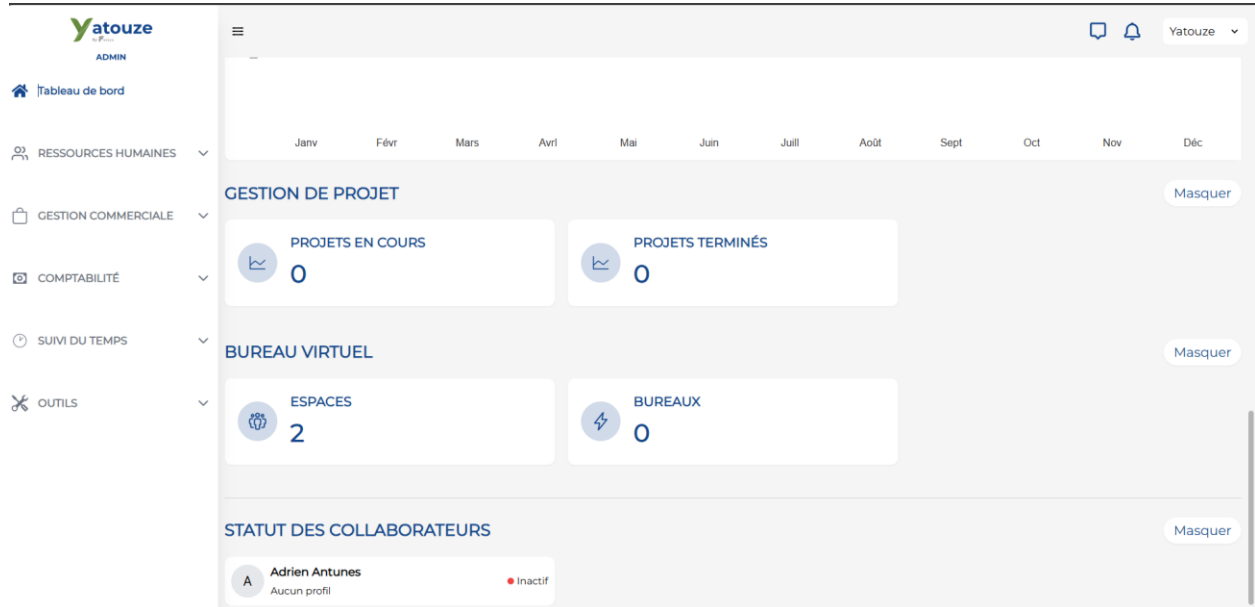 Yatouze
ADMIN
Tableau de bord
RESSOURCES HUMAINES
GESTION COMMERCIALE
COMPTABILITÉ
SUIVI DU TEMPS
OUTILS
Yatouze
Janv Févr Mars Avrl Mai Juin Juill Août Sept Oct Nov Déc
GESTION DE PROJET
Masquer
PROJETS EN COURS
0
PROJETS TERMINÉS
0
BUREAU VIRTUEL
Masquer
ESPACES
2
BUREAUX
0
STATUT DES COLLABORATEURS
Masquer
A
Adrien Antunes
Aucun profil
Inactif